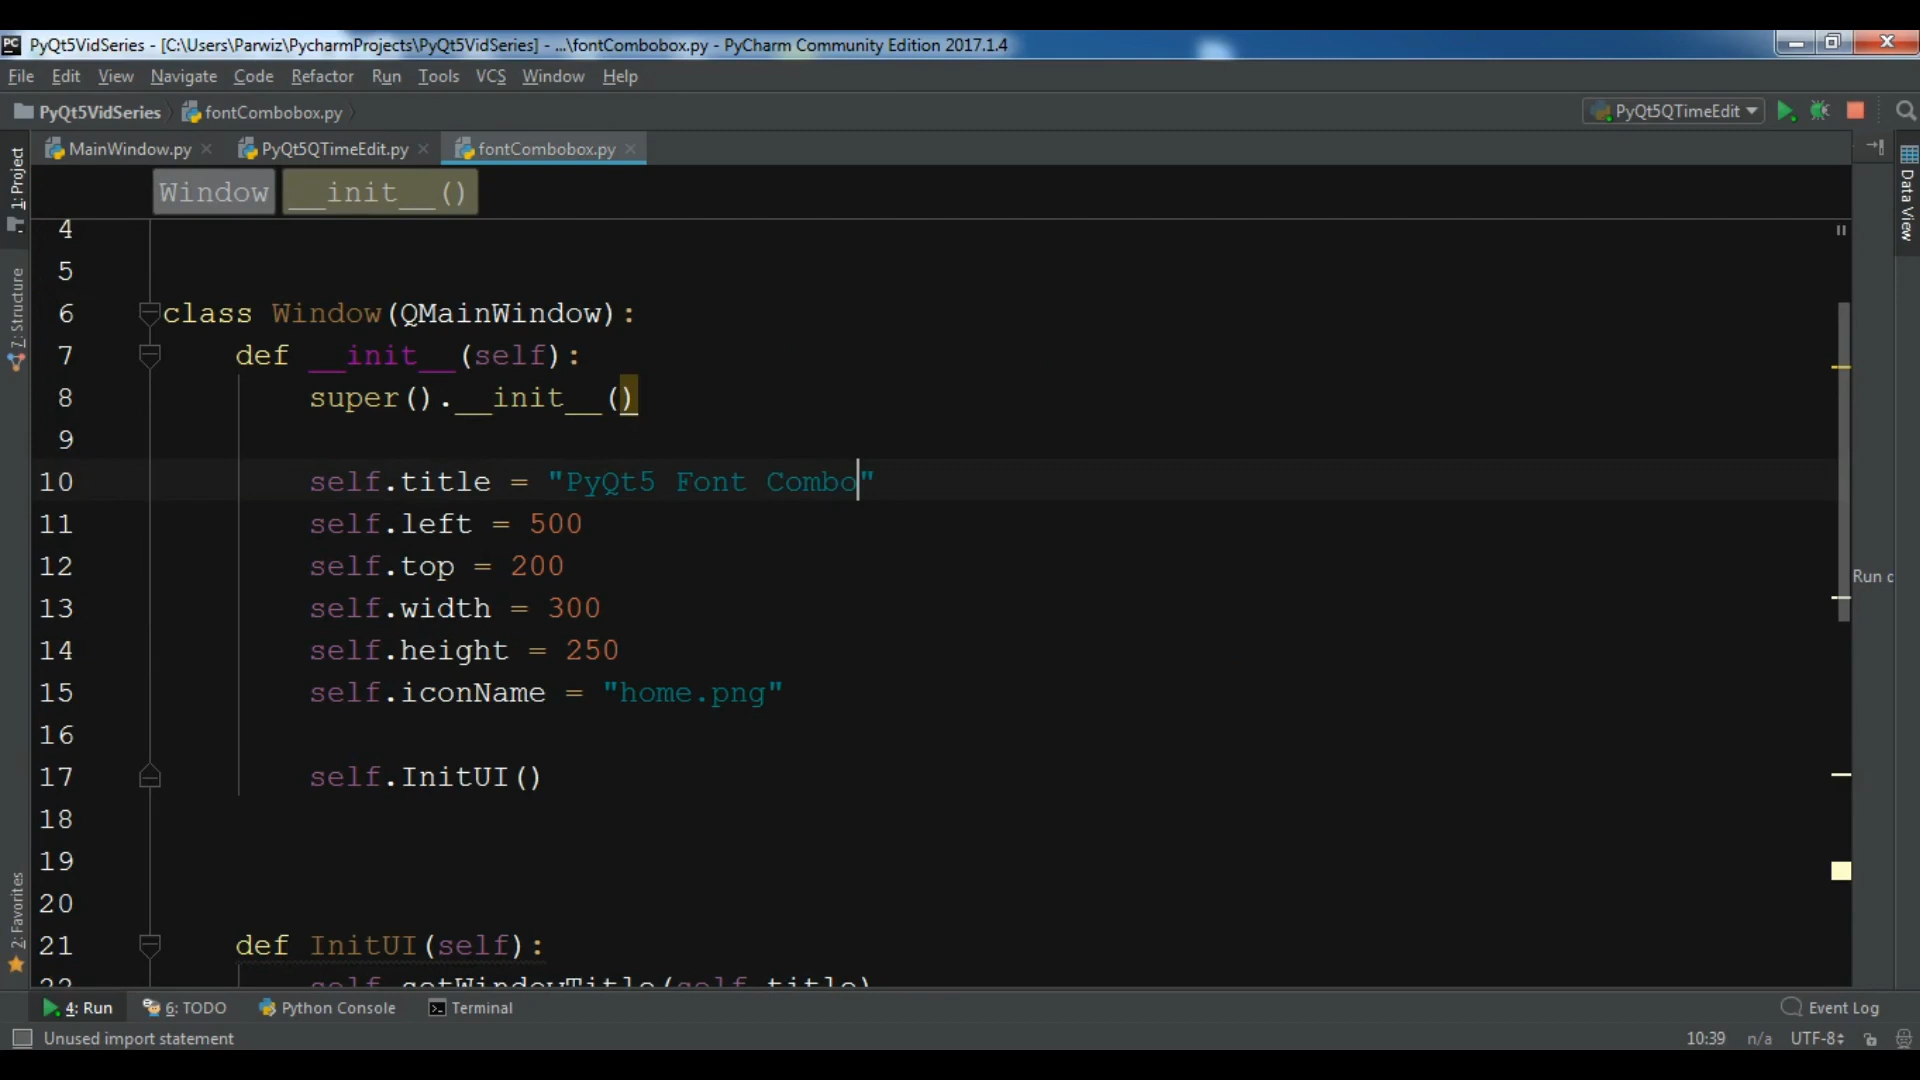 PyQt5VidSeries - [C:\Users\Parwiz\PycharmProjects\PyQt5VidSeries] - ...\fontCombobox.py - PyCharm Community Edition 2017.1.4
File Edit View Navigate Code Refactor Run Tools VCS Window Help
PyQt5VidSeries fontCombobox.py PyQt5QTimeEdit
MainWindow.py PyQt5QTimeEdit.py fontCombobox.py
Window __init__()
4
5
6 class Window(QMainWindow):
7 def __init__(self):
8 super().__init__()
9
10 self.title = "PyQt5 Font Combo"
11 self.left = 500
12 self.top = 200
13 self.width = 300
14 self.height = 250
15 self.iconName = "home.png"
16
17 self.InitUI()
18
19
20
21 def InitUI(self):
22 self.setWindowTitle(self.title)
1: Project
7: Structure
2: Favorites
Data View
Run c
4: Run 6: TODO Python Console Terminal Event Log
Unused import statement 10:39 n/a UTF-8